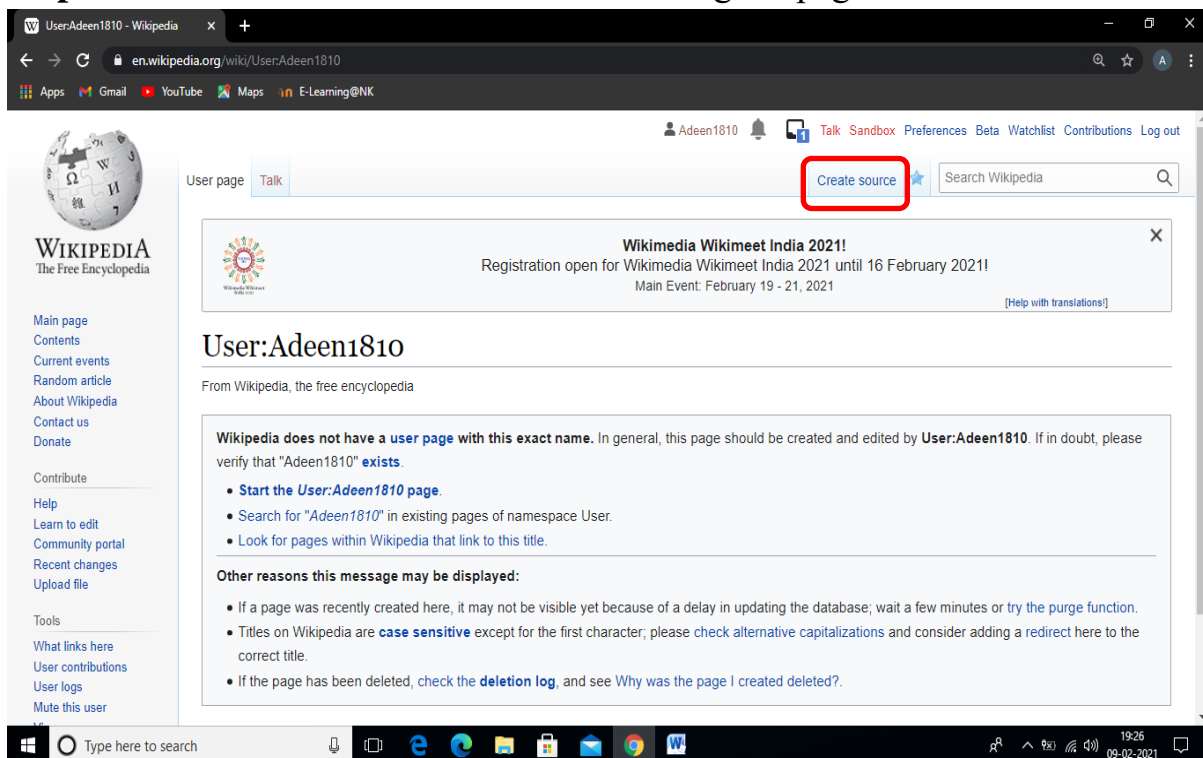 User:Adeen1810 - Wikipedia
en.wikipedia.org/wiki/User:Adeen1810
A
Apps Gmail YouTube Maps E-Learning@NK
Adeen1810 1 Talk Sandbox Preferences Beta Watchlist Contributions Log out
User page Talk Create source Search Wikipedia
WIKIPEDIA
The Free Encyclopedia
Wikimedia Wikimeet India 2021!
Registration open for Wikimedia Wikimeet India 2021 until 16 February 2021!
Main Event: February 19 - 21, 2021
[Help with translations!]
Wikimedia Wikimeet
India 2021
Main page
Contents
Current events
Random article
About Wikipedia
Contact us
Donate
Contribute
Help
Learn to edit
Community portal
Recent changes
Upload file
Tools
What links here
User contributions
User logs
Mute this user
User:Adeen1810
From Wikipedia, the free encyclopedia
Wikipedia does not have a user page with this exact name. In general, this page should be created and edited by User:Adeen1810. If in doubt, please
verify that "Adeen1810" exists.
• Start the User:Adeen1810 page.
• Search for "Adeen1810" in existing pages of namespace User.
• Look for pages within Wikipedia that link to this title.
Other reasons this message may be displayed:
• If a page was recently created here, it may not be visible yet because of a delay in updating the database; wait a few minutes or try the purge function.
• Titles on Wikipedia are case sensitive except for the first character; please check alternative capitalizations and consider adding a redirect here to the
correct title.
• If the page has been deleted, check the deletion log, and see Why was the page I created deleted?.
Type here to search
19:26
09-02-2021